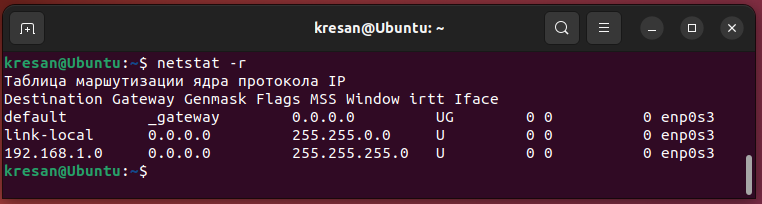 kresan@Ubuntu: ~
kresan@Ubuntu:~$ netstat -r
Таблица маршутизации ядра протокола IP
Destination Gateway Genmask Flags MSS Window irtt Iface
default         _gateway        0.0.0.0         UG        0 0          0 enp0s3
link-local      0.0.0.0         255.255.0.0     U         0 0          0 enp0s3
192.168.1.0     0.0.0.0         255.255.255.0   U         0 0          0 enp0s3
kresan@Ubuntu:~$